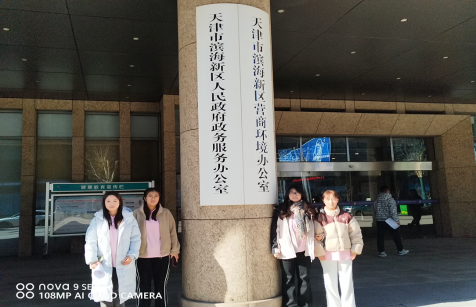 天津市滨海新区人民政府政务服务办公室
天津市滨海新区营商环境办公室
nova 9 SE
108MP AI CAMERA